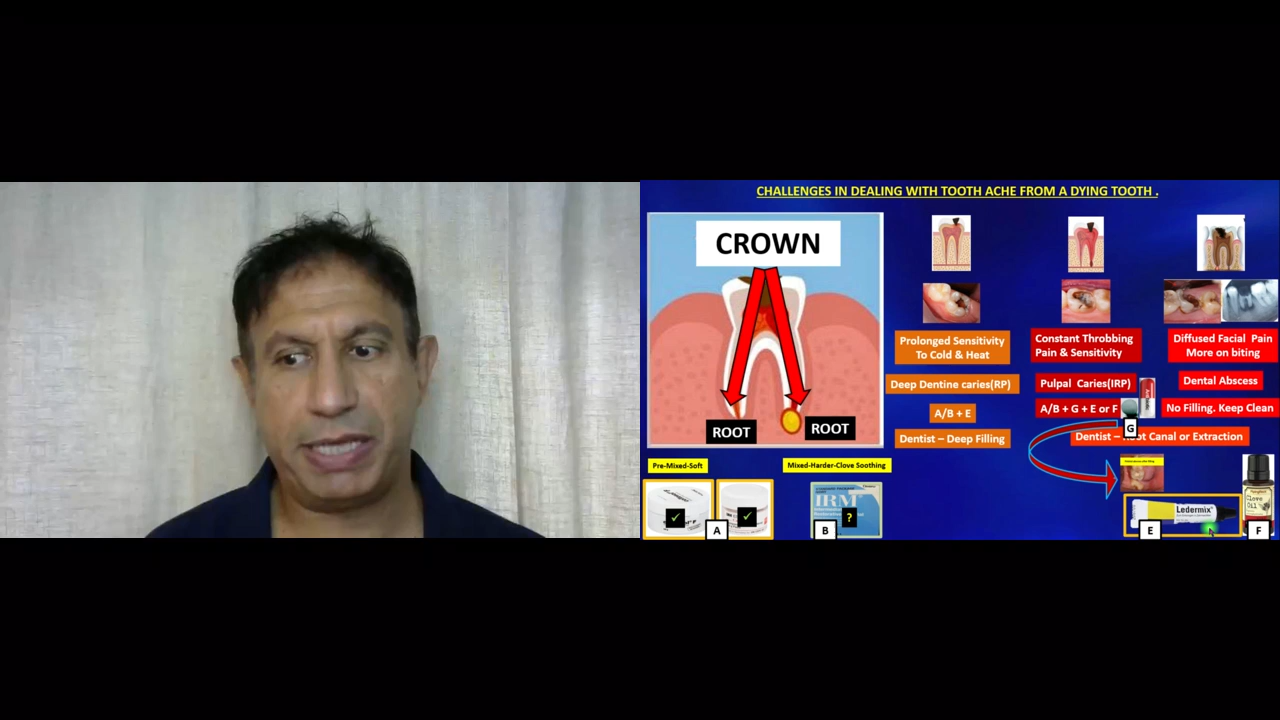 CHALLENGES IN DEALING WITH TOOTH ACHE FROM A DYING TOOTH .
CROWN
ROOT
ROOT
Prolonged Sensitivity
To Cold & Heat
Deep Dentine caries(RP)
A/B + E
Dentist – Deep Filling
Constant Throbbing
Pain & Sensitivity
Pulpal Caries(IRP)
A/B + G + E or F
G
Diffused Facial Pain
More on biting
Dental Abscess
No Filling. Keep Clean
Dentist – Root Canal or Extraction
Pre-Mixed-Soft
Mixed-Harder-Clove Soothing
A
IRM
B
?
Ledermix
E
Clove
Oil
F